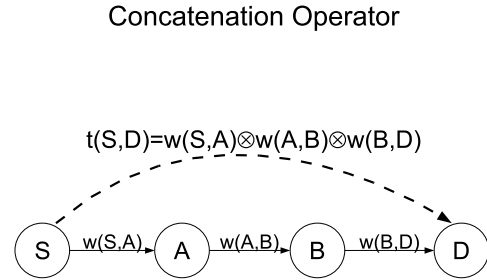 Concatenation Operator
t(S,D)=w(S,A)⊗w(A,B)⊗w(B,D)
S w(S,A) A w(A,B) B w(B,D) D